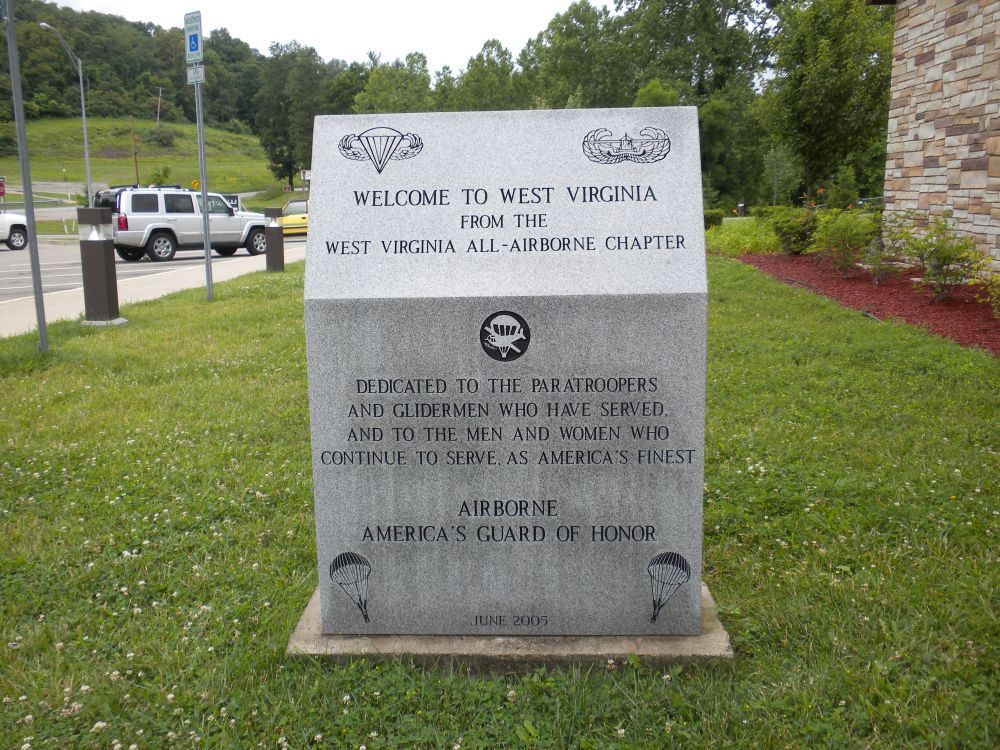 WELCOME TO WEST VIRGINIA
FROM THE
WEST VIRGINIA ALL-AIRBORNE CHAPTER
DEDICATED TO THE PARATROOPERS
AND GLIDERMEN WHO HAVE SERVED,
AND TO THE MEN AND WOMEN WHO
CONTINUE TO SERVE, AS AMERICA'S FINEST
AIRBORNE
AMERICA'S GUARD OF HONOR
JUNE 2005